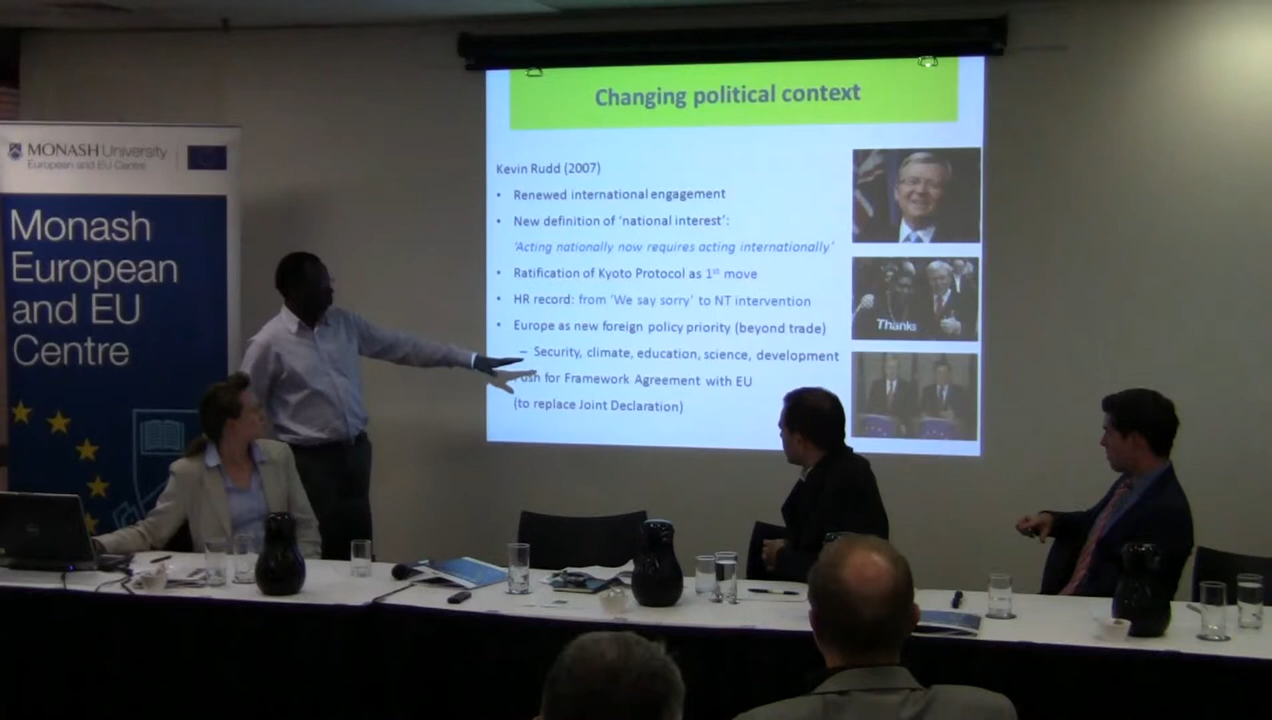 MONASH University
European and EU Centre
Monash
European
and EU
Centre
Changing political context
Kevin Rudd (2007)
• Renewed international engagement
• New definition of ‘national interest’:
‘Acting nationally now requires acting internationally’
• Ratification of Kyoto Protocol as 1st move
• HR record: from ‘We say sorry’ to NT intervention
• Europe as new foreign policy priority (beyond trade)
– Security, climate, education, science, development
for Framework Agreement with EU
(to replace Joint Declaration)
Thanks